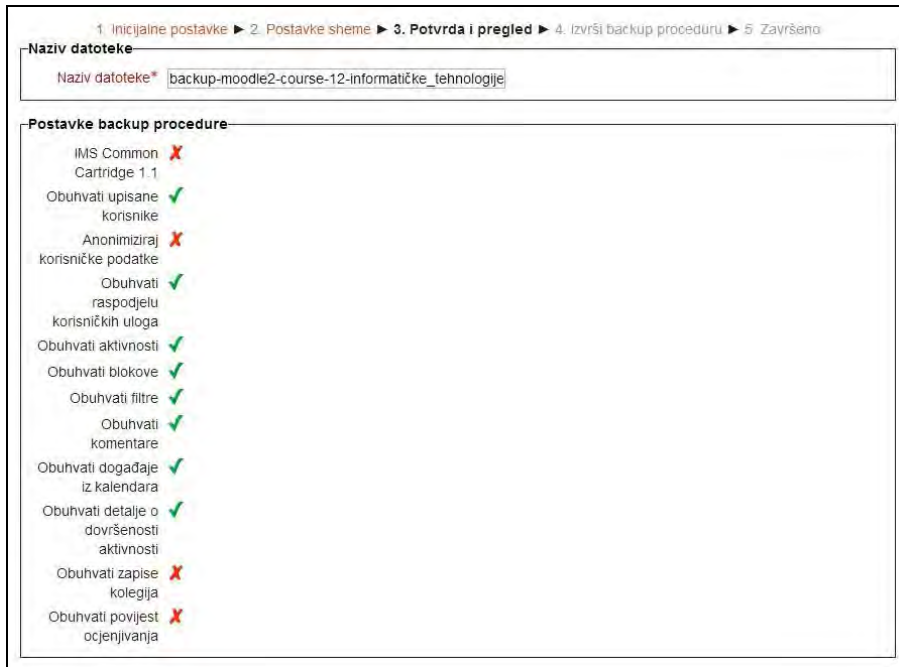 1. Inicijalne postavke ► 2. Postavke sheme ► 3. Potvrda i pregled ► 4. Izvrši backup proceduru ► 5. Završeno
Naziv datoteke
Naziv datoteke* backup-moodle2-course-12-informatičke_tehnologije
Postavke backup procedure
IMS Common
Cartridge 1.1
Obuhvati upisane
korisnike
Anonimiziraj
korisničke podatke
Obuhvati
raspodjelu
korisničkih uloga
Obuhvati aktivnosti
Obuhvati blokove
Obuhvati filtre
Obuhvati
komentare
Obuhvati događaje
iz kalendara
Obuhvati detalje o
dovršenosti
aktivnosti
Obuhvati zapise
kolegija
Obuhvati povijest
ocjenjivanja